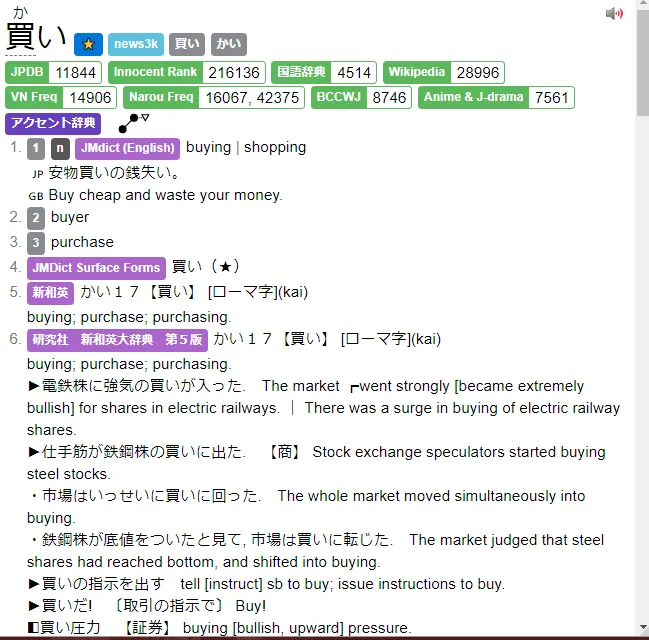 か
買い ★ news3k 買い かい
JPDB 11844 Innocent Rank 216136 国語辞典 4514 Wikipedia 28996
VN Freq 14906 Narou Freq 16067, 42375 BCCWJ 8746 Anime & J-drama 7561
アクセント辞典
1. 1 n JMdict (English) buying | shopping
JP 安物買いの銭失い。
GB Buy cheap and waste your money.
2. 2 buyer
3. 3 purchase
4. JMDict Surface Forms 買い（★）
5. 新和英 かい１７【買い】 [ローマ字](kai)
buying; purchase; purchasing.
6. 研究社 新和英大辞典 第５版 かい１７【買い】 [ローマ字](kai)
buying; purchase; purchasing.
►電鉄株に強気の買いが入った. The market ┏went strongly [became extremely
bullish] for shares in electric railways. ｜ There was a surge in buying of electric railway
shares.
►仕手筋が鉄鋼株の買いに出た. 【商】 Stock exchange speculators started buying
steel stocks.
・市場はいっせいに買いに回った. The whole market moved simultaneously into
buying.
・鉄鋼株が底値をついたと見て, 市場は買いに転じた. The market judged that steel
shares had reached bottom, and shifted into buying.
►買いの指示を出す tell [instruct] sb to buy; issue instructions to buy.
►買いだ! 〔取引の指示で〕 Buy!
◧買い圧力 【証券】 buying [bullish, upward] pressure.